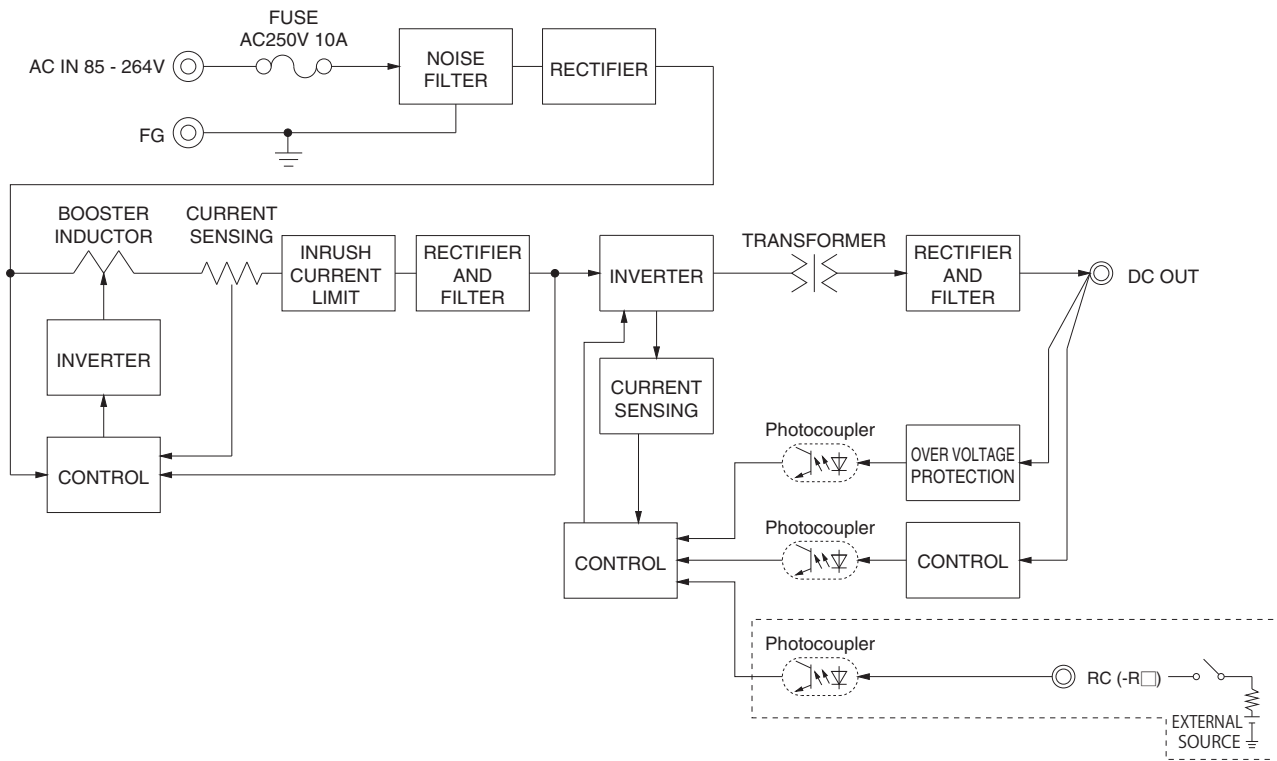 FUSE
AC250V 10A
AC IN 85 - 264V
NOISE
FILTER
RECTIFIER
FG
BOOSTER
INDUCTOR
CURRENT
SENSING
INRUSH
CURRENT
LIMIT
RECTIFIER
AND
FILTER
INVERTER
TRANSFORMER
RECTIFIER
AND
FILTER
DC OUT
INVERTER
CURRENT
SENSING
CONTROL
Photocoupler
OVER VOLTAGE
PROTECTION
CONTROL
Photocoupler
CONTROL
Photocoupler
RC (-R□)
EXTERNAL
SOURCE